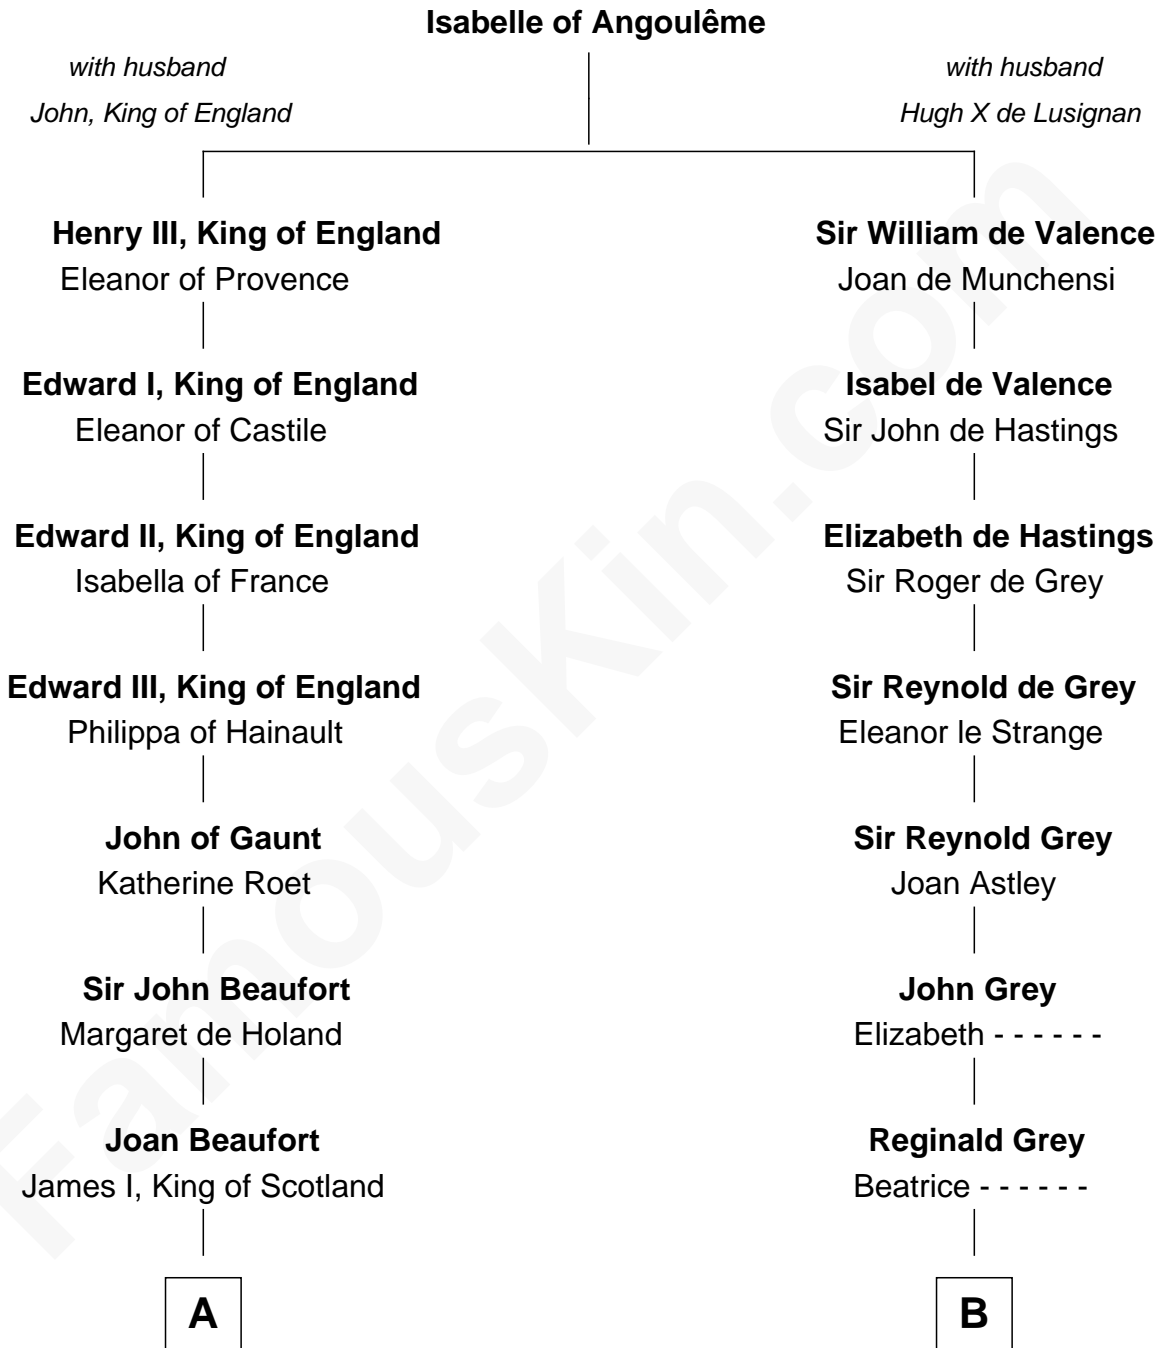 Isabelle of Angoulême
with husband
John, King of England
with husband
Hugh X de Lusignan
Henry III, King of England
Eleanor of Provence
Sir William de Valence
Joan de Munchensi
Edward I, King of England
Eleanor of Castile
Isabel de Valence
Sir John de Hastings
Edward II, King of England
Isabella of France
Elizabeth de Hastings
Sir Roger de Grey
Edward III, King of England
Philippa of Hainault
Sir Reynold de Grey
Eleanor le Strange
John of Gaunt
Katherine Roet
Sir Reynold Grey
Joan Astley
Sir John Beaufort
Margaret de Holand
John Grey
Elizabeth - - - - - -
Joan Beaufort
James I, King of Scotland
Reginald Grey
Beatrice - - - - - -
A
B
FamousKin.com